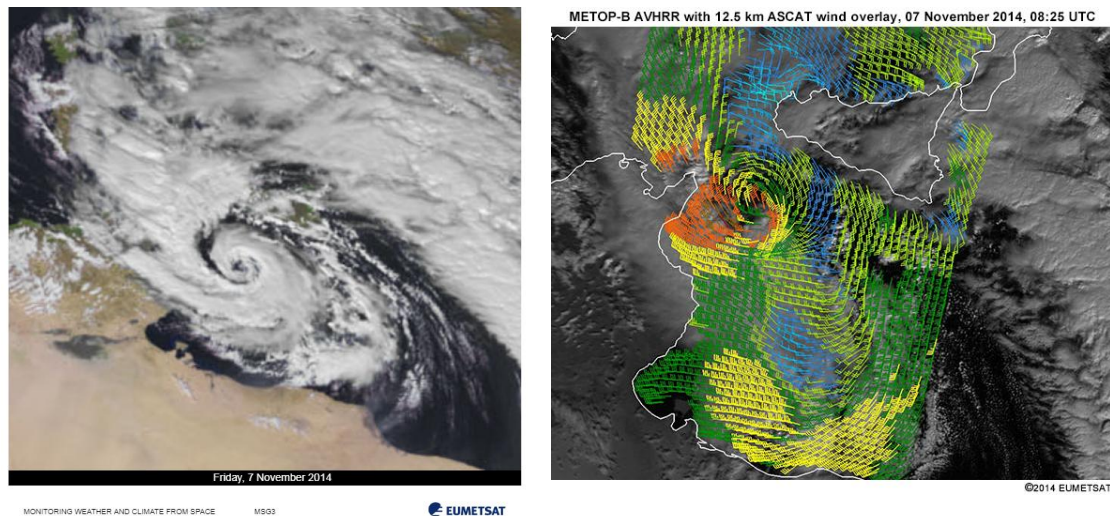 METOP-B AVHRR with 12.5 km ASCAT wind overlay, 07 November 2014, 08:25 UTC
Friday, 7 November 2014
©2014 EUMETSAT
MONITORING WEATHER AND CLIMATE FROM SPACE MSG3 EUMETSAT